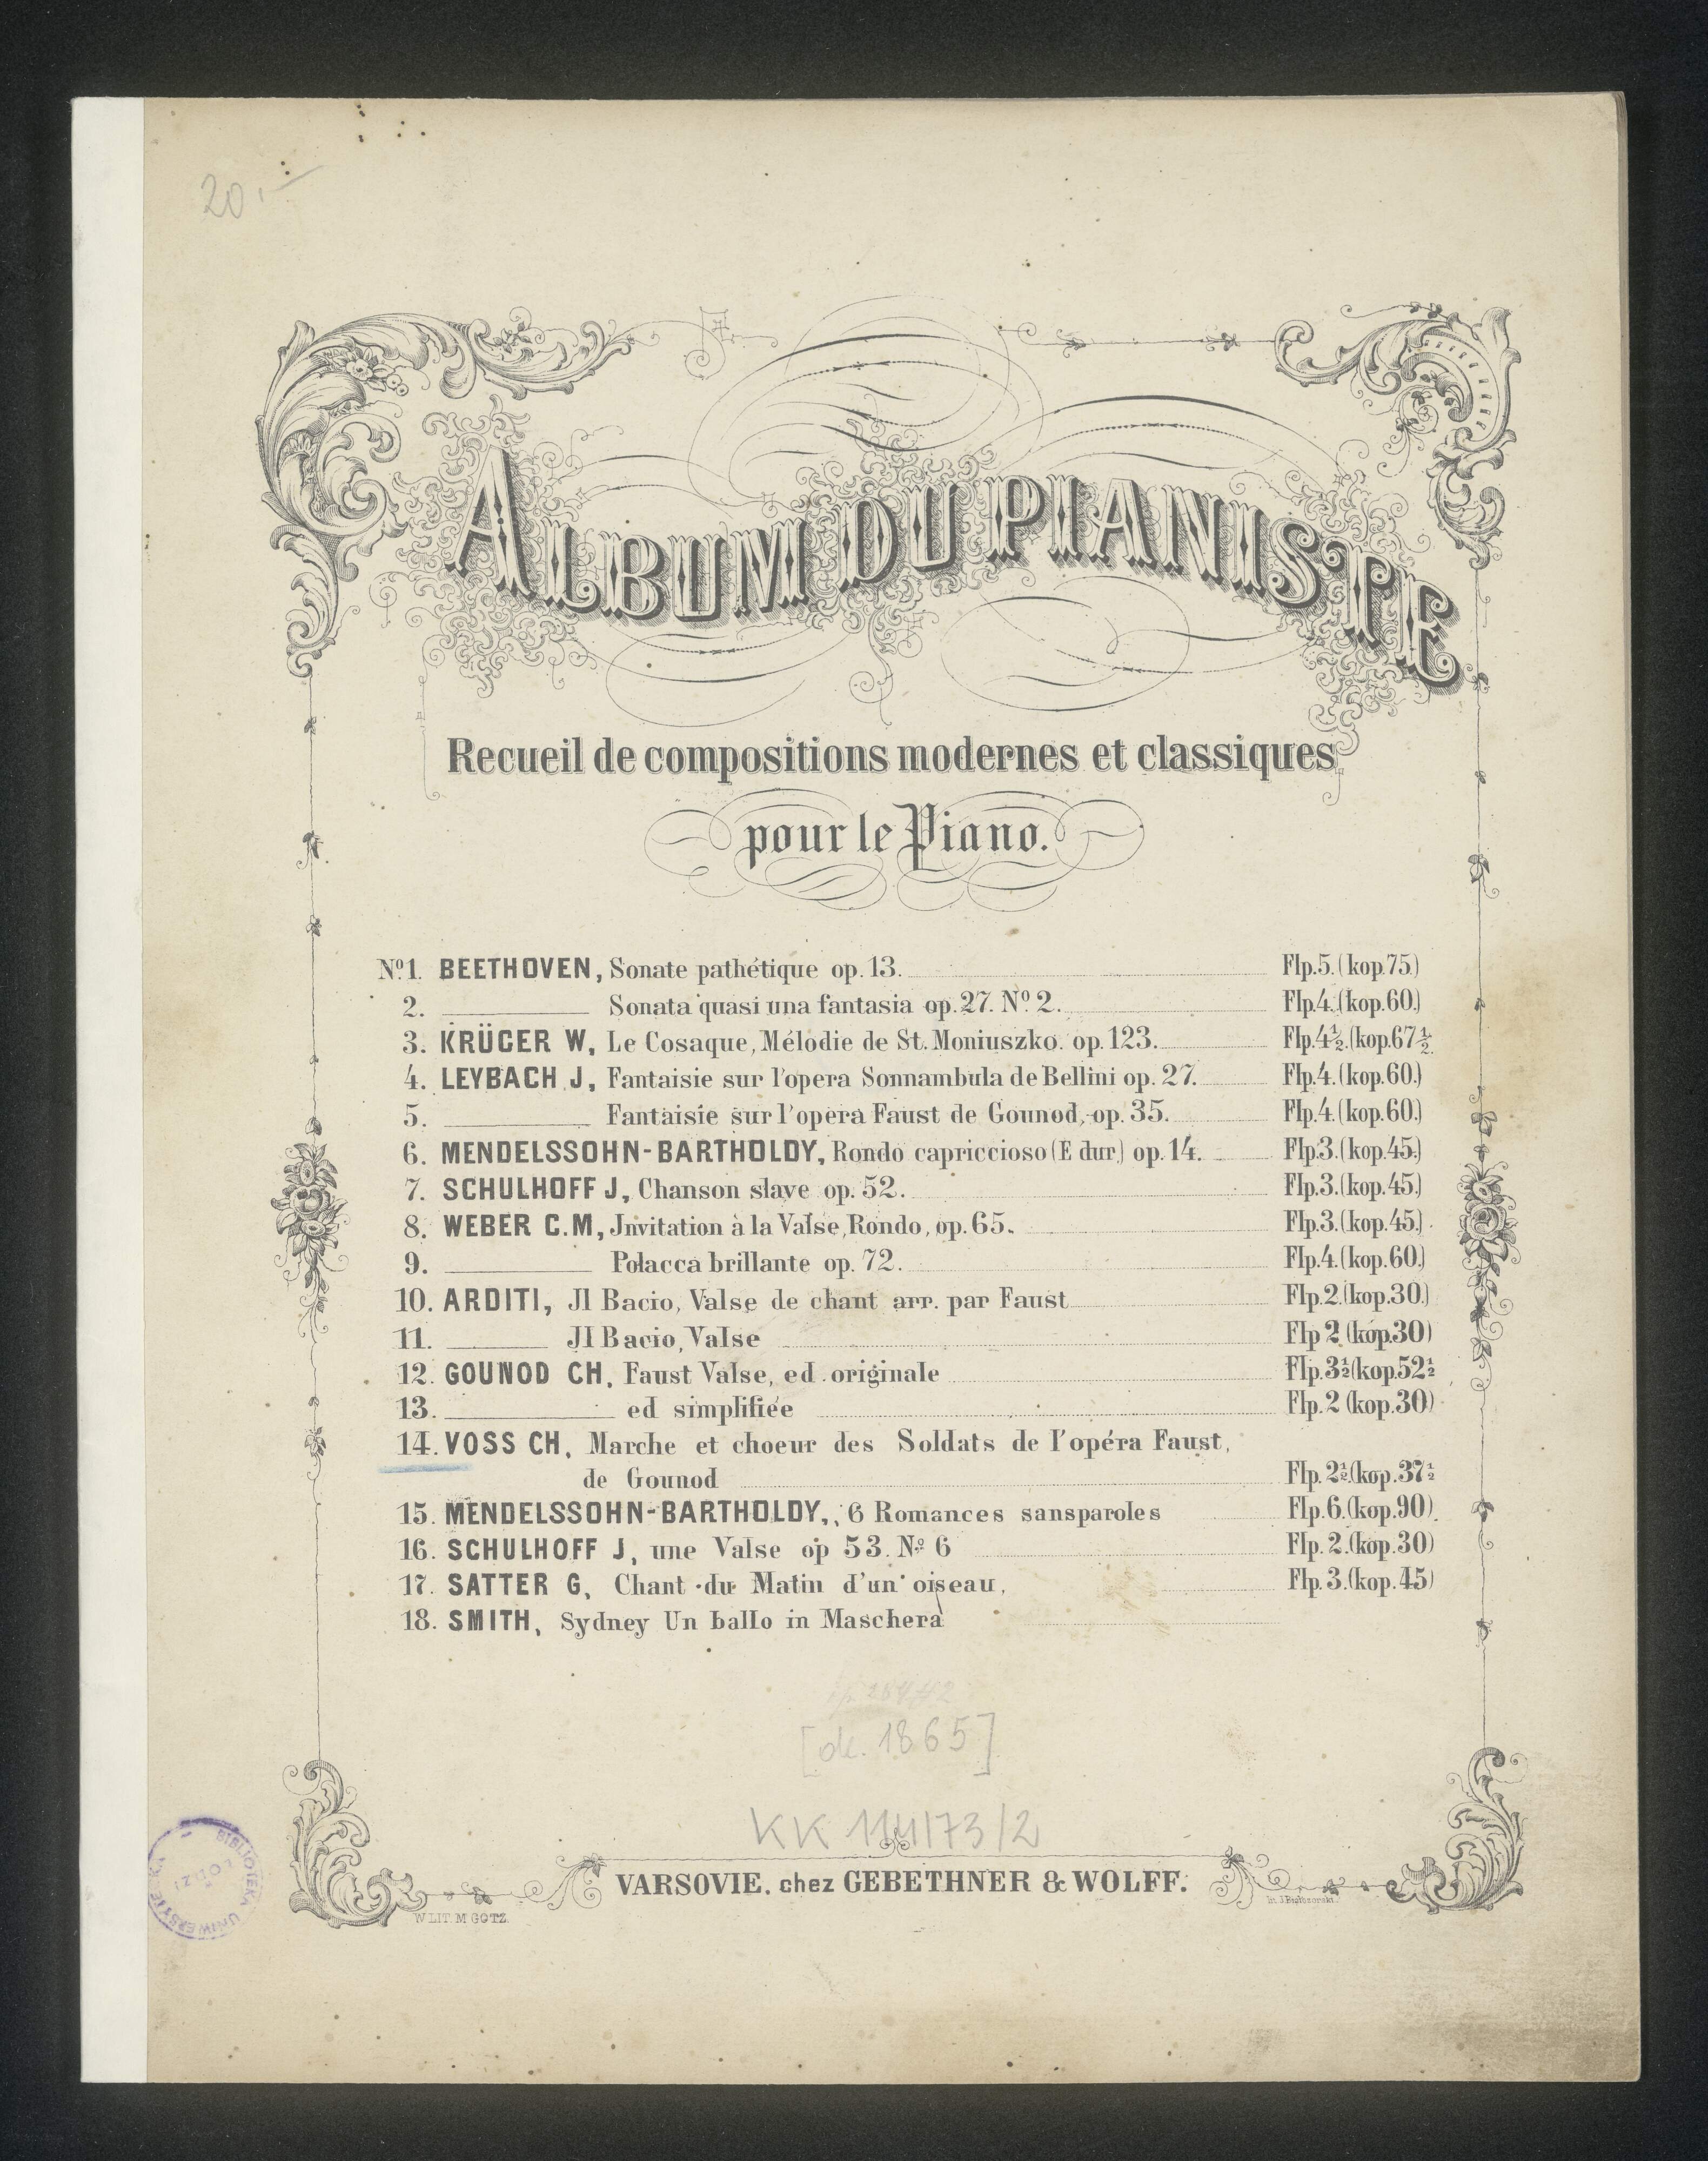 20.-
ALBUM DU PIANISTE
Recueil de compositions modernes et classiques
pour le Piano.
Nº1. BEETHOVEN, Sonate pathétique op. 13. Flp.5.(kop.75.)
2. Sonata quasi una fantasia op. 27. Nº 2. Flp.4.(kop.60.)
3. KRÜGER W, Le Cosaque, Mélodie de St. Moniuszko. op. 123. Flp.4½.(kop.67½.
4. LEYBACH J, Fantaisie sur l'opera Sonnambula de Bellini op. 27. Flp.4.(kop.60.)
5. Fantaisie sur l'opera Faust de Gounod, op. 35. Flp.4.(kop.60.)
6. MENDELSSOHN-BARTHOLDY, Rondo capriccioso (E dur.) op. 14. Flp.3.(kop.45.)
7. SCHULHOFF J, Chanson slave op. 52. Flp.3.(kop.45.)
8. WEBER C.M, Jnvitation à la Valse, Rondo, op. 65. Flp.3.(kop.45.)
9. Polacca brillante op. 72. Flp.4.(kop.60.)
10. ARDITI, Jl Bacio, Valse de chant arr. par Faust Flp.2.(kop.30.)
11. Jl Bacio, Valse Flp 2 (kop.30)
12. GOUNOD CH, Faust Valse, ed. originale Flp.3½(kop.52½
13. ed simplifiée Flp.2 (kop.30)
14. VOSS CH, Marche et choeur des Soldats de l'opéra Faust,
de Gounod Flp.2½.(kop.37½
15. MENDELSSOHN-BARTHOLDY, 6 Romances sansparoles Flp.6.(kop.90).
16. SCHULHOFF J, une Valse op 53. Nº 6 Flp. 2.(kop.30)
17. SATTER G, Chant du Matin d'un oiseau, Flp.3.(kop.45)
18. SMITH, Sydney Un ballo in Maschera
[dc. 1865]
KK 114/73/2
VARSOVIE, chez GEBETHNER & WOLFF.
W LIT. M GOTZ.
BIBLIOTEKA UNIWERSYTECKA